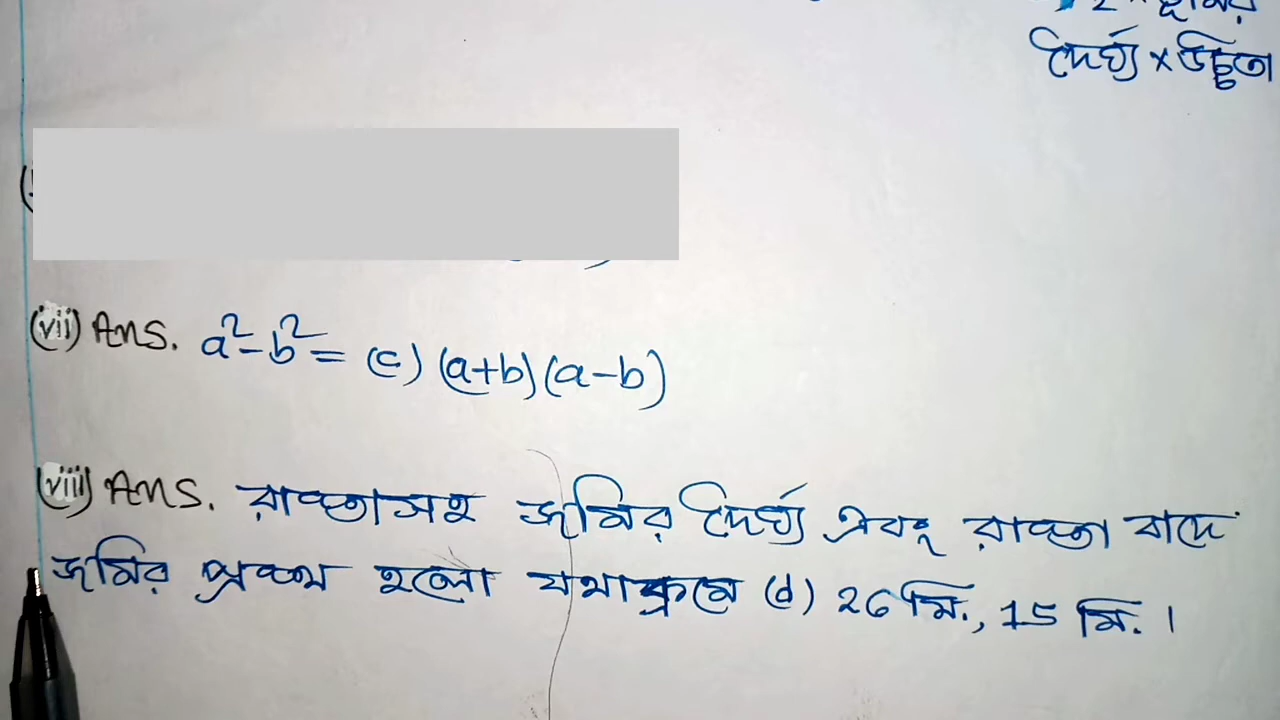 দৈর্ঘ্য × উচ্চতা
(vii) Ans. a²-b² = (c) (a+b)(a-b)
(viii) Ans. রাস্তাসহ জমির দৈর্ঘ্য এবং রাস্তা বাদে
জমির প্রস্থ হলো যথাক্রমে (d) 26 মি., 15 মি.।